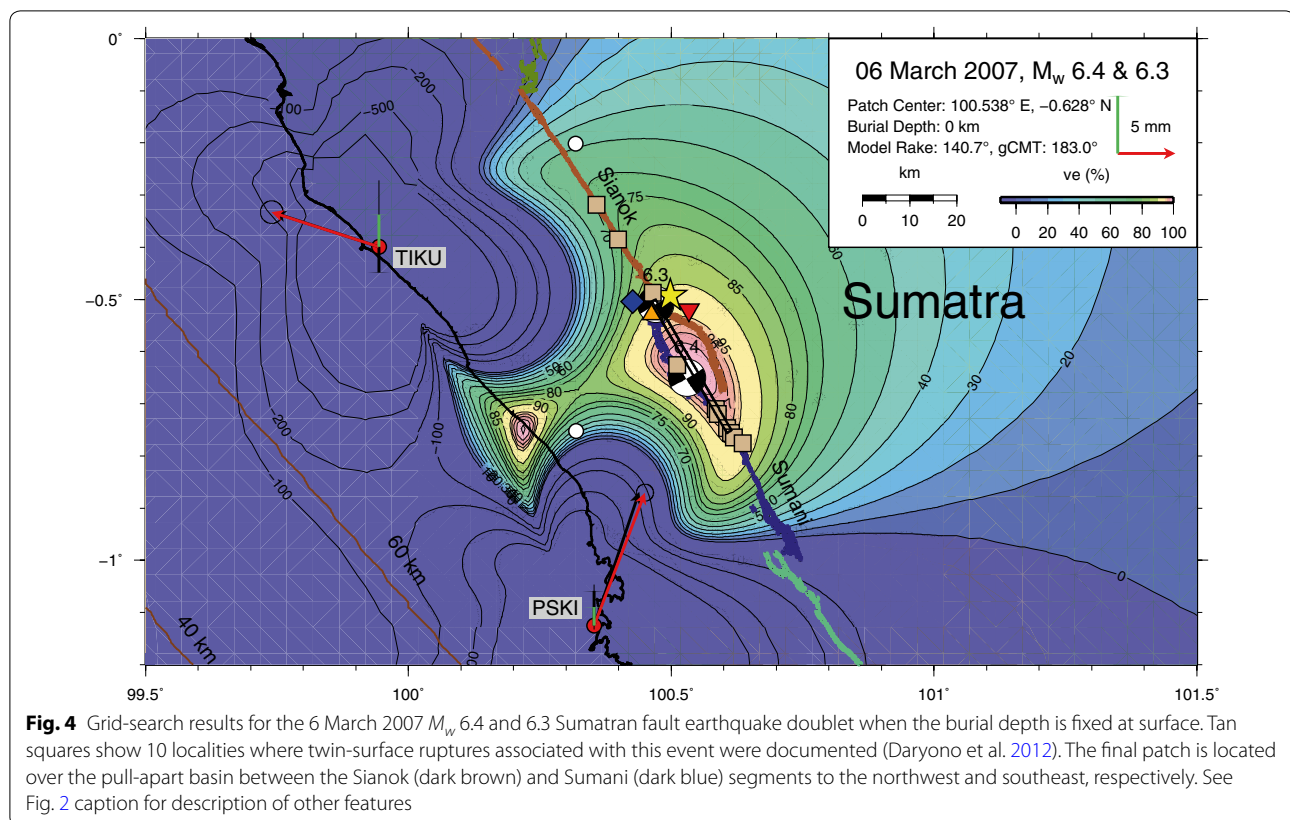 0˚
−0.5˚
−1˚
99.5˚
100˚
100.5˚
101˚
101.5˚
06 March 2007, Mw 6.4 & 6.3
Patch Center: 100.538° E, −0.628° N
Burial Depth: 0 km
Model Rake: 140.7°, gCMT: 183.0°
5 mm
km
0 10 20
ve (%)
0 20 40 60 80 100
−200
−500
Sianok
75
70
TIKU
6.3
85
Sumatra
95
80
−20
40
30
50
60
80
90
85
75
90
70
−200
−100
−100
−100
Sumani
0
60 km
40 km
PSKI
Fig. 4 Grid-search results for the 6 March 2007 Mw 6.4 and 6.3 Sumatran fault earthquake doublet when the burial depth is fixed at surface. Tan
squares show 10 localities where twin-surface ruptures associated with this event were documented (Daryono et al. 2012). The final patch is located
over the pull-apart basin between the Sianok (dark brown) and Sumani (dark blue) segments to the northwest and southeast, respectively. See
Fig. 2 caption for description of other features